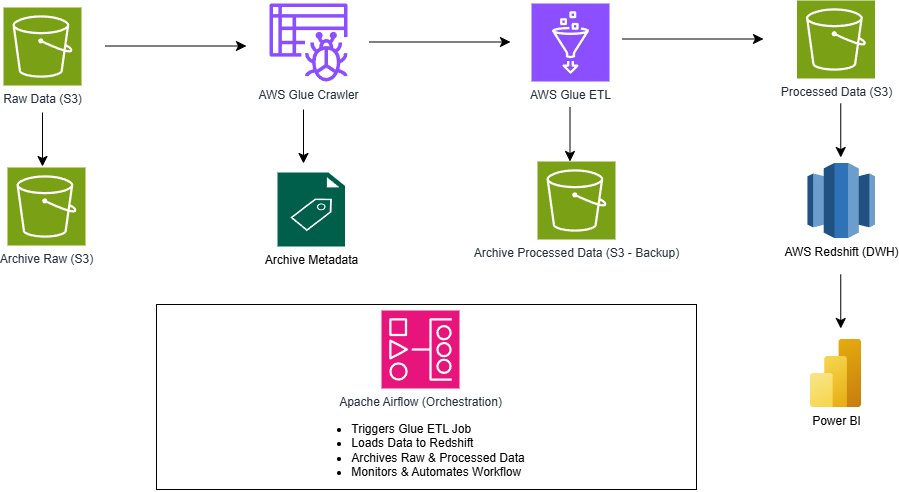 Raw Data (S3)
AWS Glue Crawler
AWS Glue ETL
Processed Data (S3)
Archive Raw (S3)
Archive Metadata
Archive Processed Data (S3 - Backup)
AWS Redshift (DWH)
Apache Airflow (Orchestration)
• Triggers Glue ETL Job
• Loads Data to Redshift
• Archives Raw & Processed Data
• Monitors & Automates Workflow
Power BI